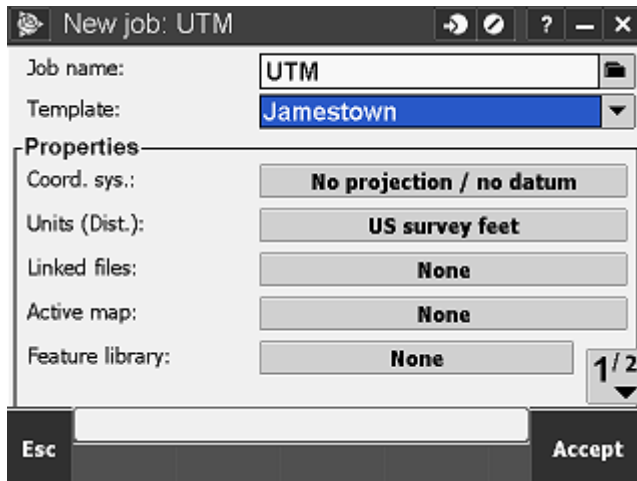 New job: UTM ? – ×
Job name: UTM
Template: Jamestown
Properties
Coord. sys.: No projection / no datum
Units (Dist.): US survey feet
Linked files: None
Active map: None
Feature library: None
1/2
Esc Accept